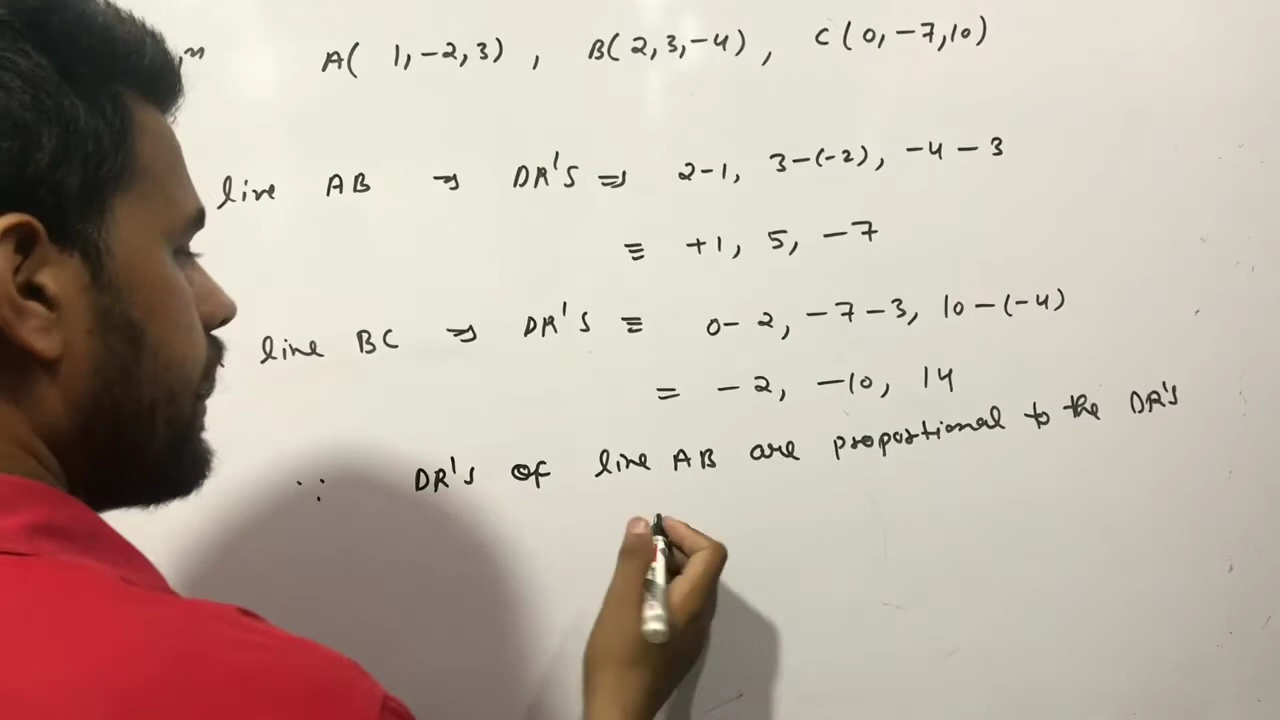 A( 1,-2,3) , B(2,3,-4) , C(0,-7,10)
line AB ⇒ DR'S ⇒ 2-1, 3-(-2), -4-3
≡ +1, 5, -7
line BC ⇒ DR'S ≡ 0-2, -7-3, 10-(-4)
= -2, -10, 14
∵ DR'S of line AB are proportional to the DR'S